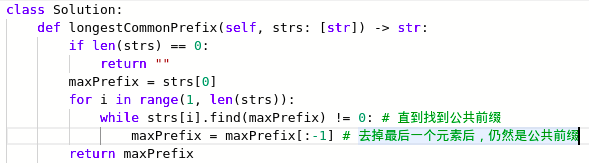 class Solution:
    def longestCommonPrefix(self, strs: [str]) -> str:
        if len(strs) == 0:
            return ""
        maxPrefix = strs[0]
        for i in range(1, len(strs)):
            while strs[i].find(maxPrefix) != 0: # 直到找到公共前缀
                maxPrefix = maxPrefix[:-1] # 去掉最后一个元素后，仍然是公共前缀
        return maxPrefix